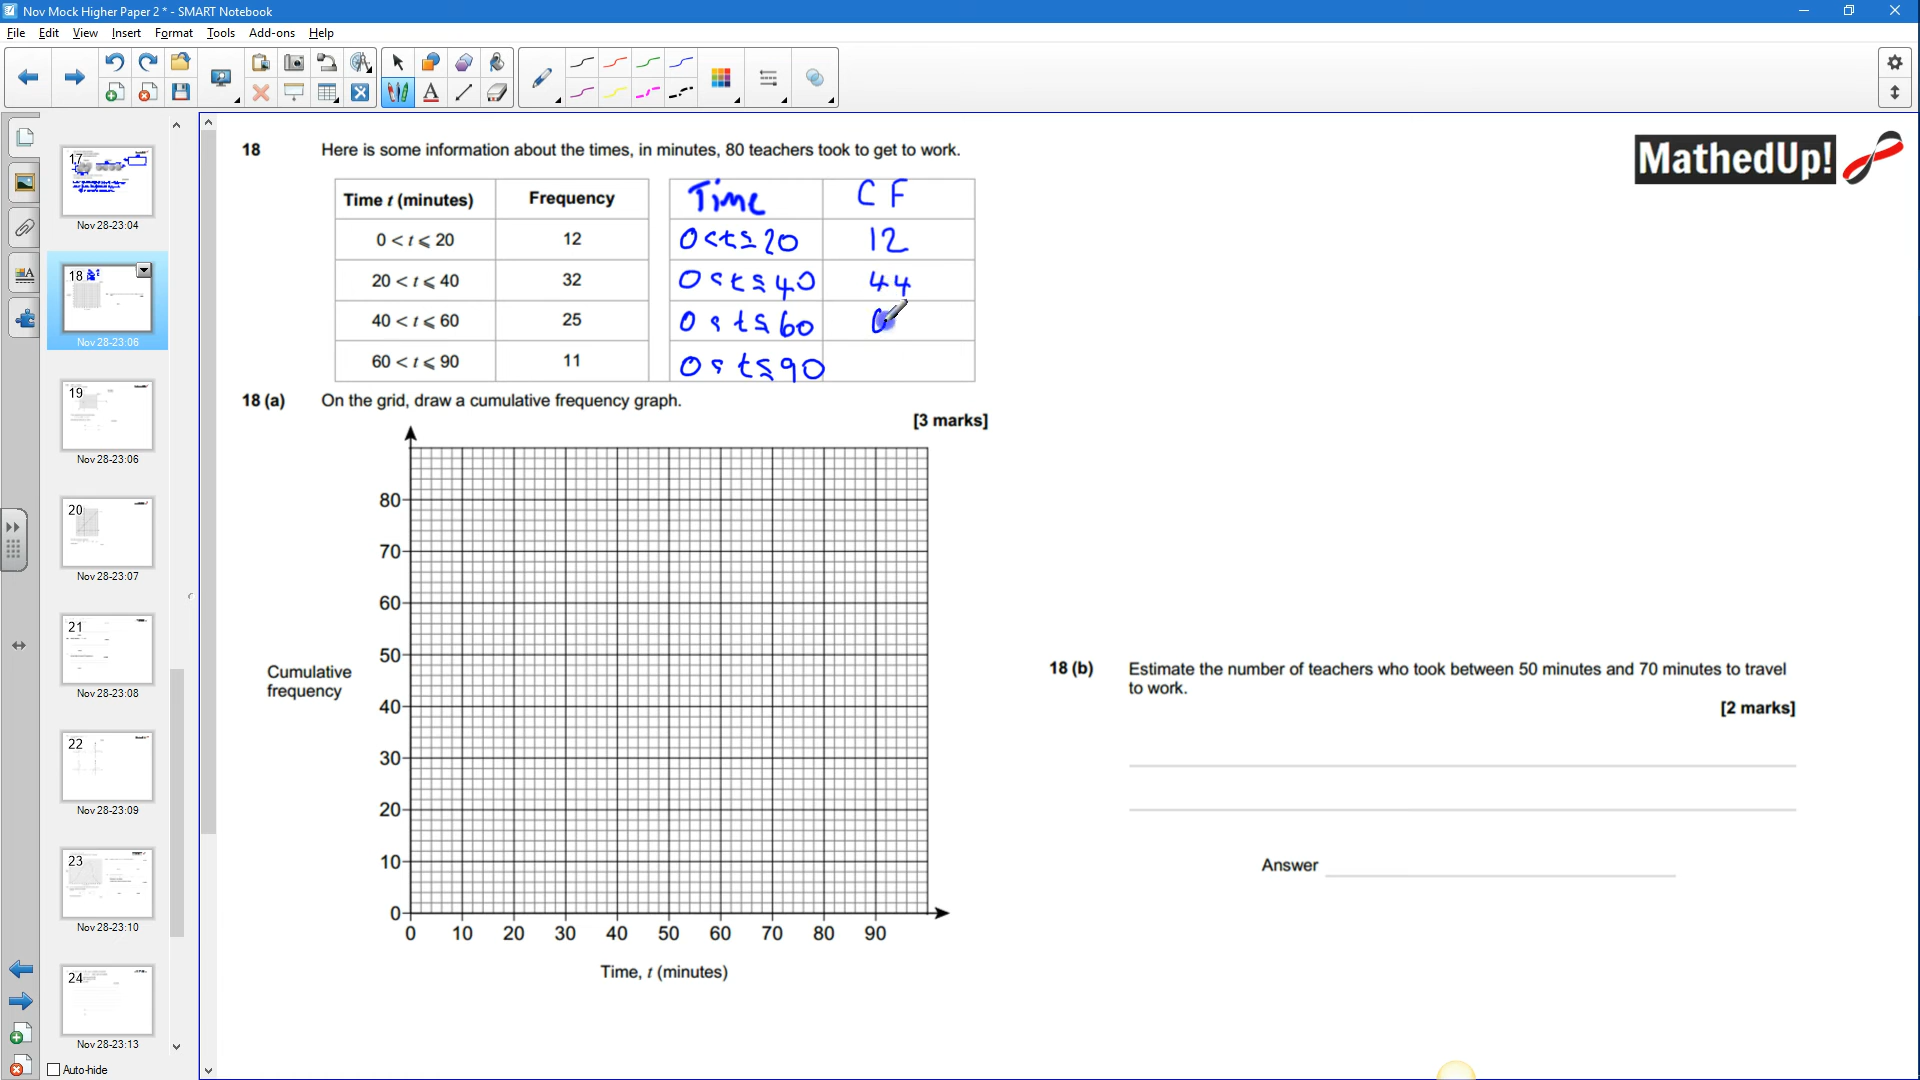 Nov Mock Higher Paper 2 * - SMART Notebook
File Edit View Insert Format Tools Add-ons Help
17
Nov 28-23:04
18
Nov 28-23:06
19
Nov 28-23:06
20
Nov 28-23:07
21
Nov 28-23:08
22
Nov 28-23:09
23
Nov 28-23:10
24
Nov 28-23:13
Auto-hide
MathedUp!
18 Here is some information about the times, in minutes, 80 teachers took to get to work.
Time t (minutes) Frequency Time C F
0 < t ⩽ 20 12 0 < t ≤ 20 12
20 < t ⩽ 40 32 0 < t ≤ 40 44
40 < t ⩽ 60 25 0 < t ≤ 60
60 < t ⩽ 90 11 0 < t ≤ 90
18 (a) On the grid, draw a cumulative frequency graph.
[3 marks]
Cumulative
frequency
80
70
60
50
40
30
20
10
0
0 10 20 30 40 50 60 70 80 90
Time, t (minutes)
18 (b) Estimate the number of teachers who took between 50 minutes and 70 minutes to travel
to work.
[2 marks]
Answer